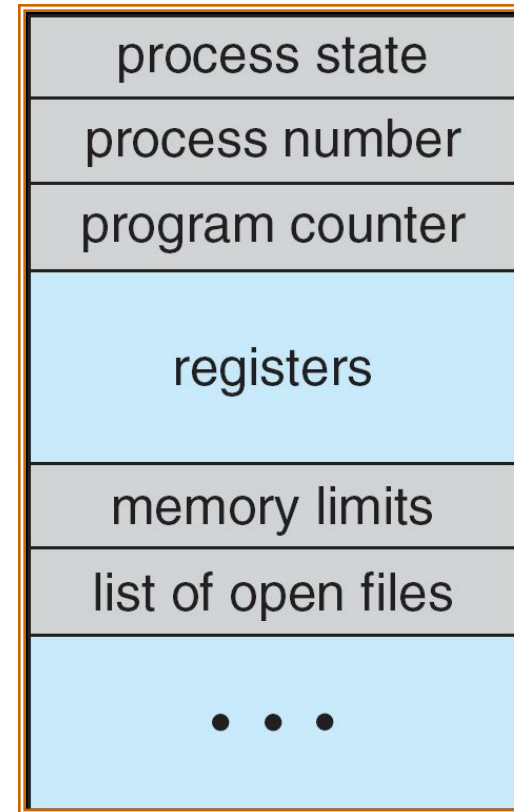 process state
process number
program counter
registers
memory limits
list of open files
• • •